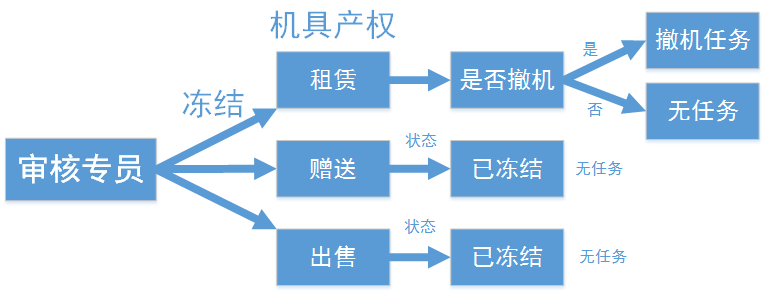 机具产权
冻结
审核专员
租赁
是否撤机
是
撤机任务
否
无任务
赠送
状态
已冻结
无任务
出售
状态
已冻结
无任务